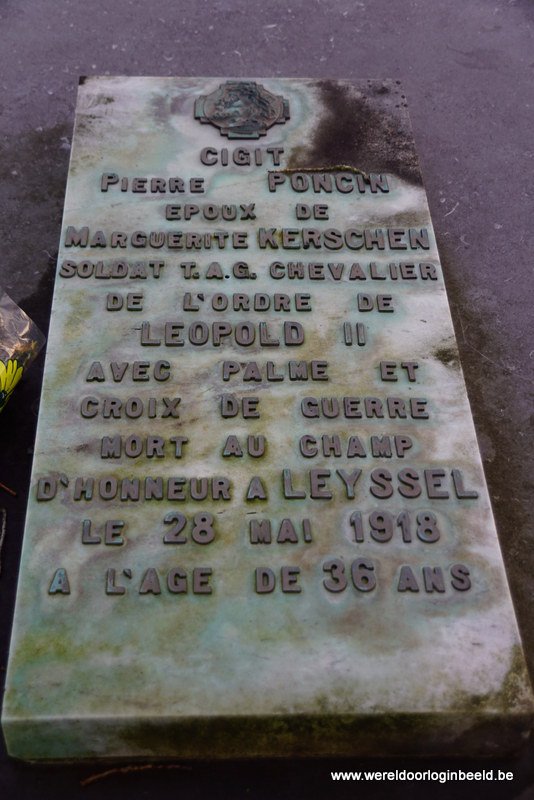 CIGIT
PIERRE PONCIN
EPOUX DE
MARGUERITE KERSCHEN
SOLDAT T.A.G. CHEVALIER
DE L'ORDRE DE
LEOPOLD II
AVEC PALME ET
CROIX DE GUERRE
MORT AU CHAMP
D'HONNEUR A LEYSSEL
LE 28 MAI 1918
A L'AGE DE 36 ANS
www.wereldoorloginbeeld.be